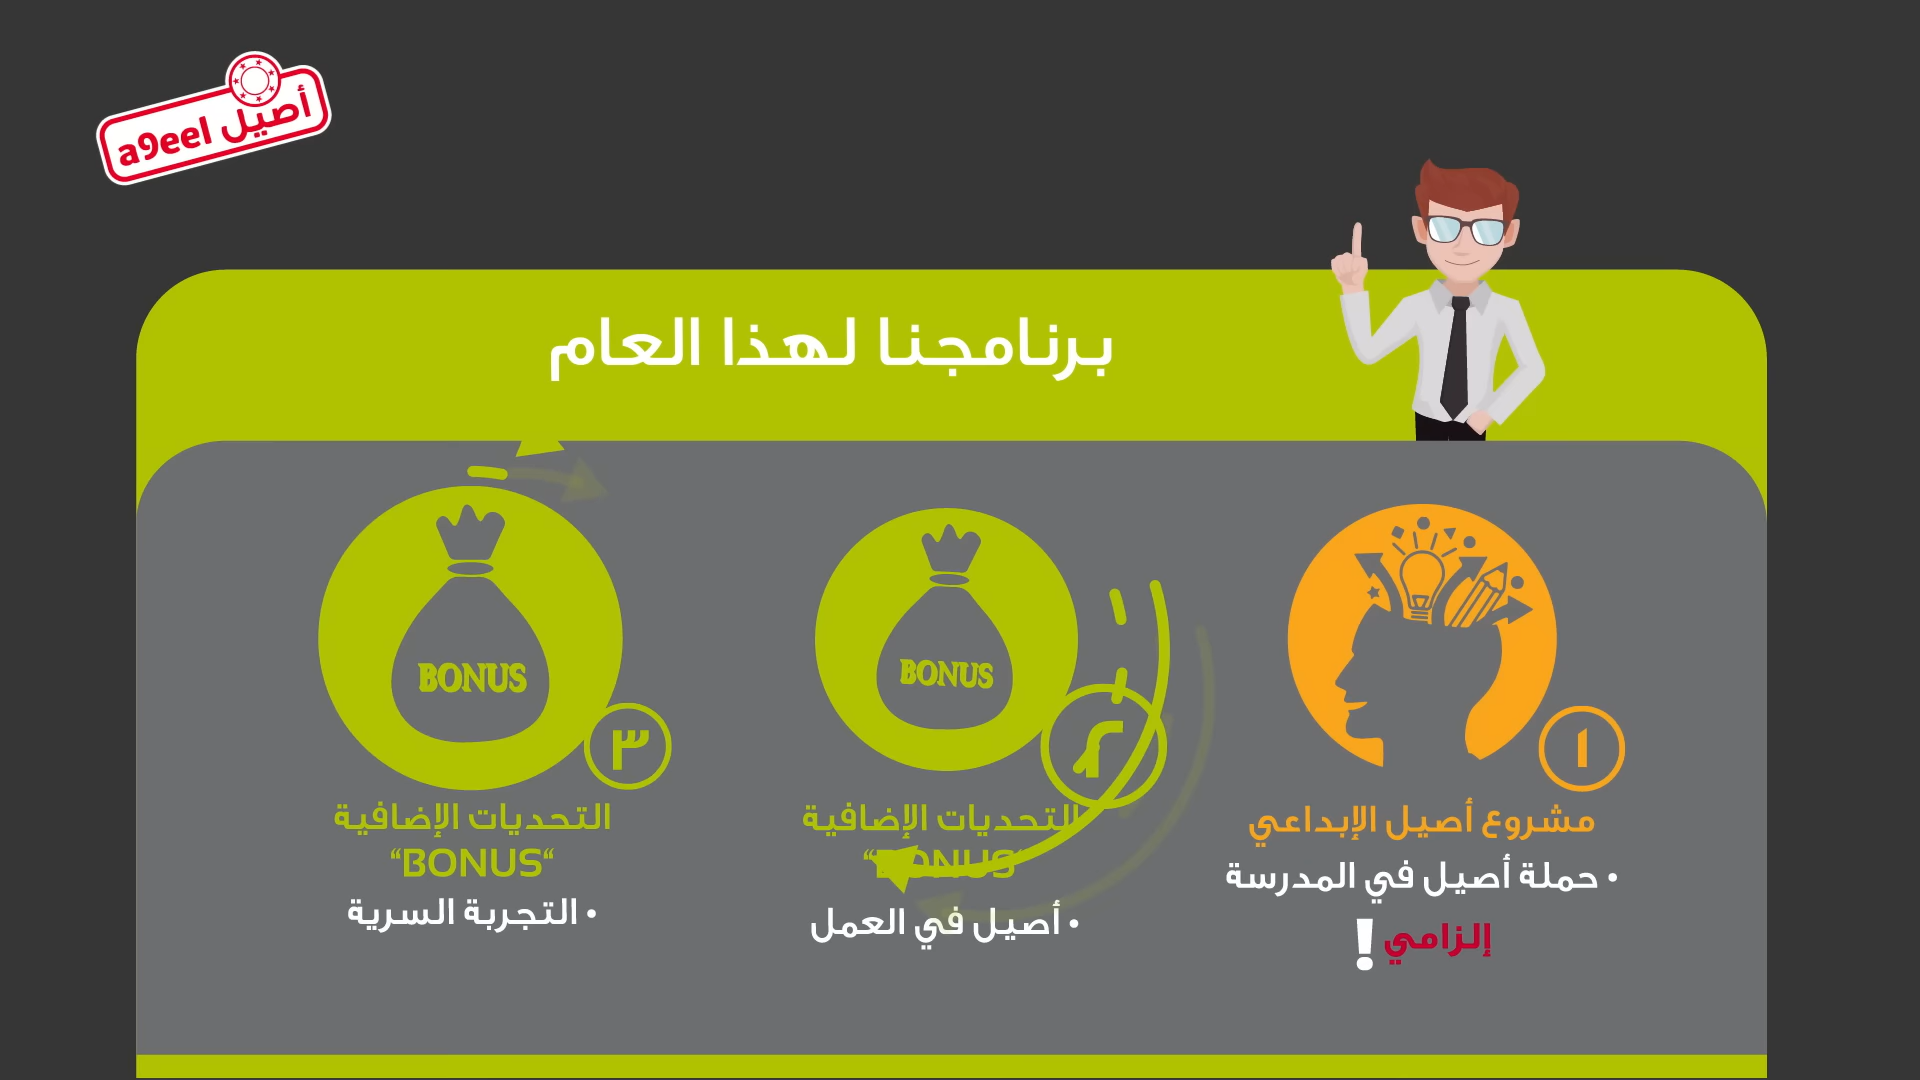 أصيل a9eel
برنامجنا لهذا العام
١
مشروع أصيل الإبداعي
• حملة أصيل في المدرسة
إلزامي!
BONUS
٢
التحديات الإضافية
“BONUS“
• أصيل في العمل
BONUS
٣
التحديات الإضافية
“BONUS“
• التجربة السرية